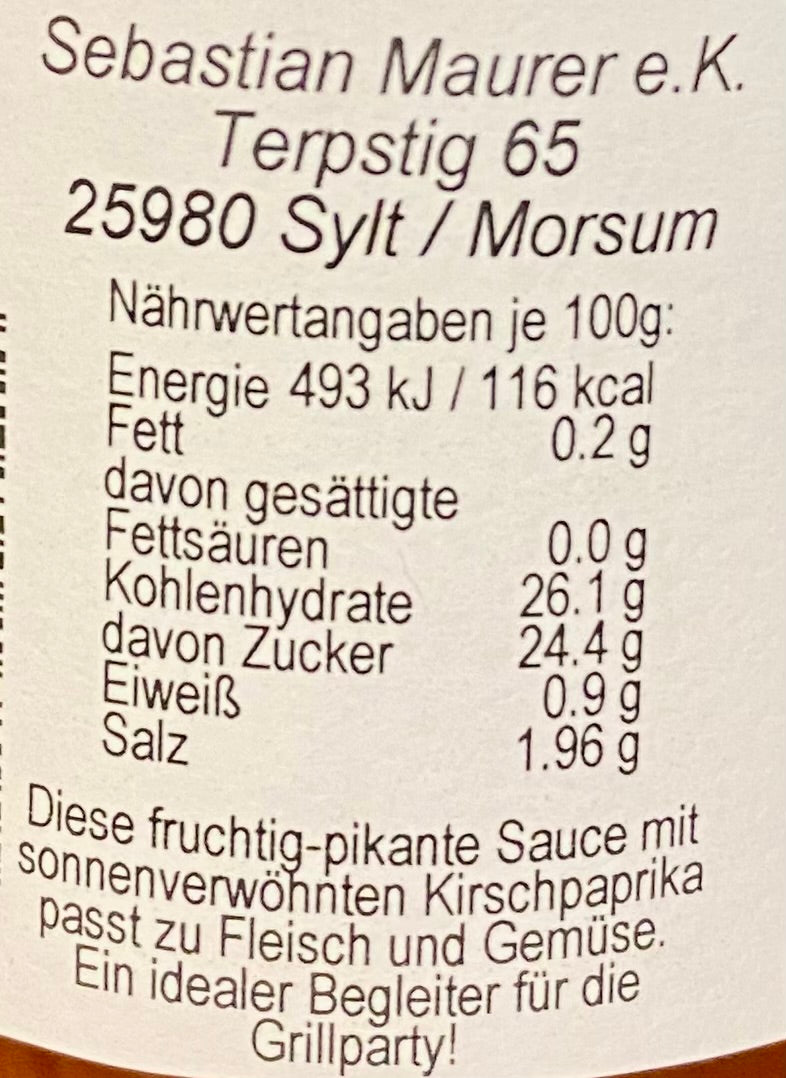 Sebastian Maurer e.K.
Terpstig 65
25980 Sylt / Morsum
Nährwertangaben je 100g:
Energie 493 kJ / 116 kcal
Fett 0.2 g
davon gesättigte
Fettsäuren 0.0 g
Kohlenhydrate 26.1 g
davon Zucker 24.4 g
Eiweiß 0.9 g
Salz 1.96 g
Diese fruchtig-pikante Sauce mit
sonnenverwöhnten Kirschpaprika
passt zu Fleisch und Gemüse.
Ein idealer Begleiter für die
Grillparty!